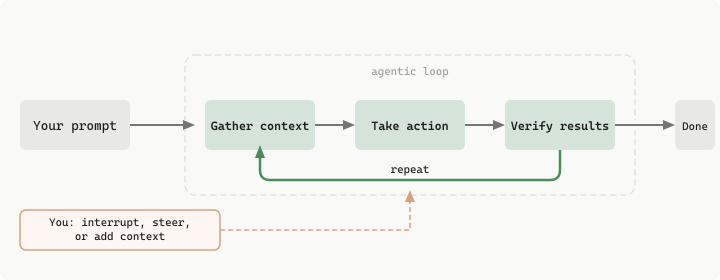 agentic loop
Your prompt
Gather context
Take action
Verify results
Done
repeat
You: interrupt, steer,
or add context